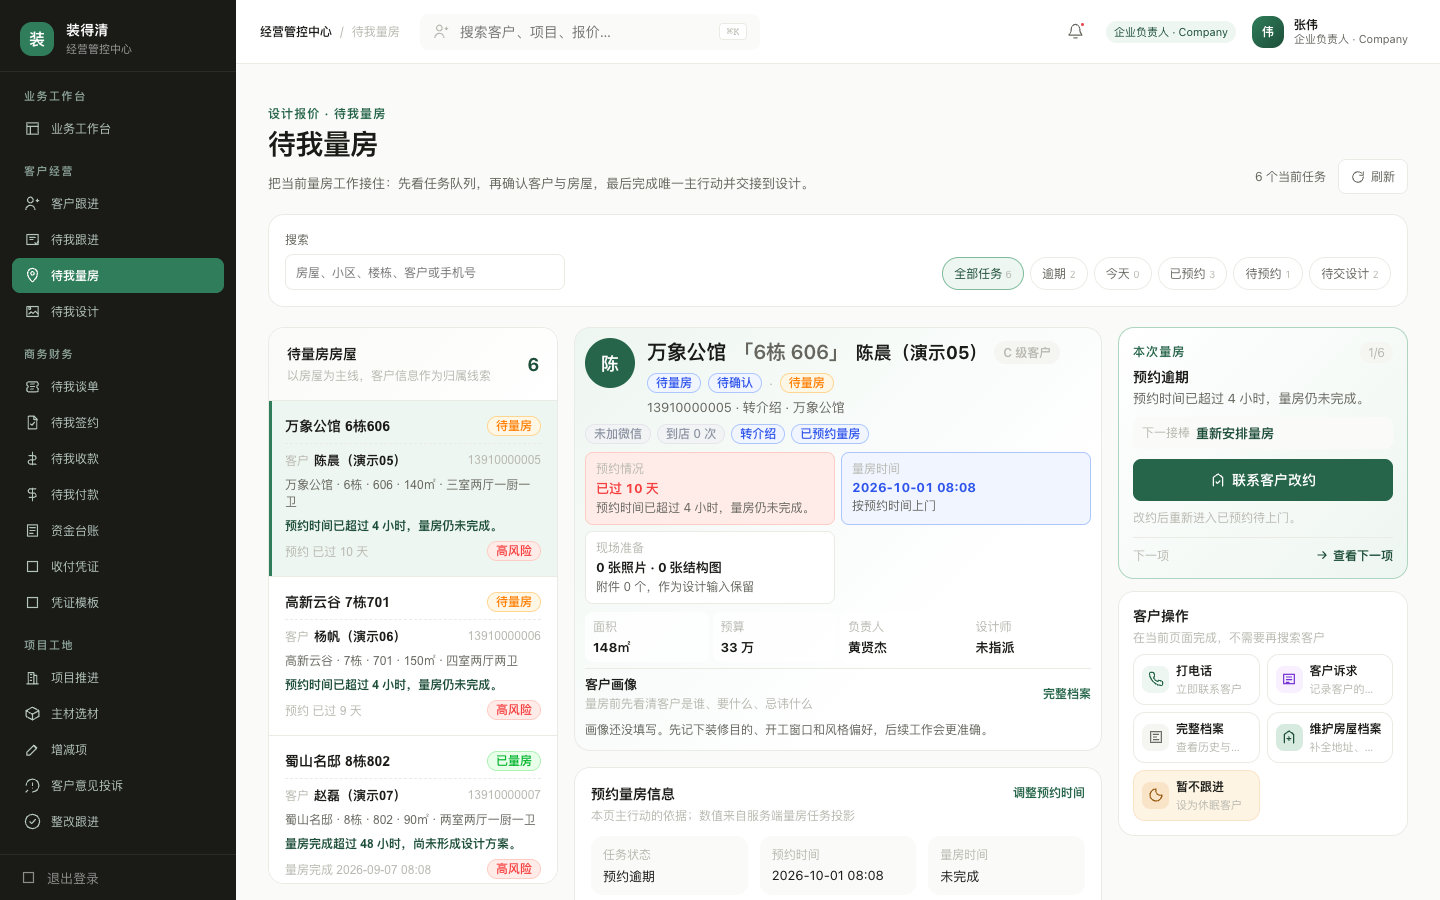 装
装得清
经营管控中心
业务工作台
业务工作台
客户经营
客户跟进
待我跟进
待我量房
待我设计
商务财务
待我谈单
待我签约
待我收款
待我付款
资金台账
收付凭证
凭证模板
项目工地
项目推进
主材选材
增减项
客户意见投诉
整改跟进
退出登录
经营管控中心 / 待我量房
搜索客户、项目、报价... ⌘K
企业负责人 · Company
伟
张伟
企业负责人 · Company
设计报价 · 待我量房
待我量房
把当前量房工作接住：先看任务队列，再确认客户与房屋，最后完成唯一主行动并交接到设计。
6 个当前任务
刷新
搜索
房屋、小区、楼栋、客户或手机号
全部任务 6
逾期 2
今天 0
已预约 3
待预约 1
待交设计 2
待量房房屋
以房屋为主线，客户信息作为归属线索
6
万象公馆 6栋606 待量房
客户 陈晨（演示05） 13910000005
万象公馆 · 6栋 · 606 · 140㎡ · 三室两厅一厨一
卫
预约时间已超过 4 小时，量房仍未完成。
预约 已过 10 天 高风险
高新云谷 7栋701 待量房
客户 杨帆（演示06） 13910000006
高新云谷 · 7栋 · 701 · 150㎡ · 四室两厅两卫
预约时间已超过 4 小时，量房仍未完成。
预约 已过 9 天 高风险
蜀山名邸 8栋802 已量房
客户 赵磊（演示07） 13910000007
蜀山名邸 · 8栋 · 802 · 90㎡ · 两室两厅一厨一卫
量房完成超过 48 小时，尚未形成设计方案。
量房完成 2026-09-07 08:08 高风险
陈
万象公馆 「6栋 606」 陈晨（演示05） C 级客户
待量房 待确认 · 待量房
13910000005 · 转介绍 · 万象公馆
未加微信 到店 0 次 转介绍 已预约量房
预约情况
已过 10 天
预约时间已超过 4 小时，量房仍未完成。
量房时间
2026-10-01 08:08
按预约时间上门
现场准备
0 张照片 · 0 张结构图
附件 0 个，作为设计输入保留
面积
148㎡
预算
33 万
负责人
黄贤杰
设计师
未指派
客户画像
量房前先看清客户是谁、要什么、忌讳什么
完整档案
画像还没填写。先记下装修目的、开工窗口和风格偏好，后续工作会更准确。
预约量房信息
调整预约时间
本页主行动的依据；数值来自服务端量房任务投影
任务状态
预约逾期
预约时间
2026-10-01 08:08
量房时间
未完成
本次量房 1/6
预约逾期
预约时间已超过 4 小时，量房仍未完成。
下一接棒 重新安排量房
联系客户改约
改约后重新进入已预约待上门。
下一项 → 查看下一项
客户操作
在当前页面完成，不需要再搜索客户
打电话
立即联系客户
客户诉求
记录客户的...
完整档案
查看历史与...
维护房屋档案
补全地址、...
暂不跟进
设为休眠客户